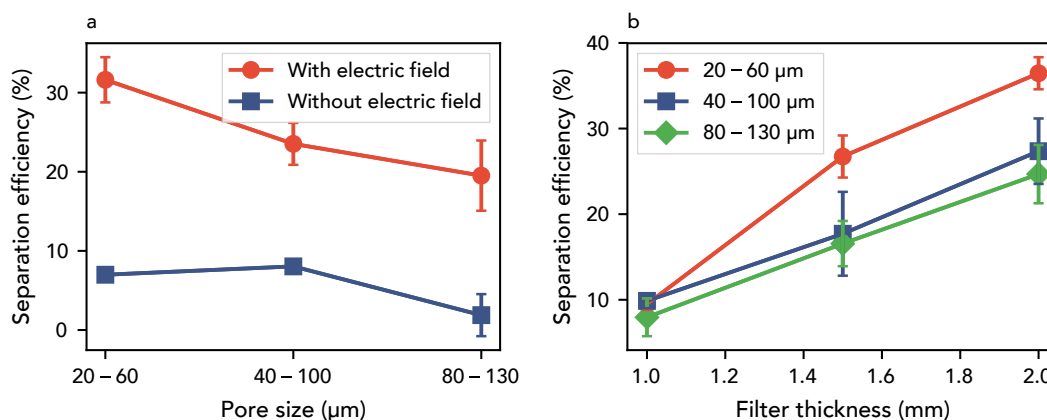 a
Separation efficiency (%)
30
20
10
0
With electric field
Without electric field
20 – 60
40 – 100
80 – 130
Pore size (μm)
b
Separation efficiency (%)
40
30
20
10
20 – 60 μm
40 – 100 μm
80 – 130 μm
1.0
1.2
1.4
1.6
1.8
2.0
Filter thickness (mm)